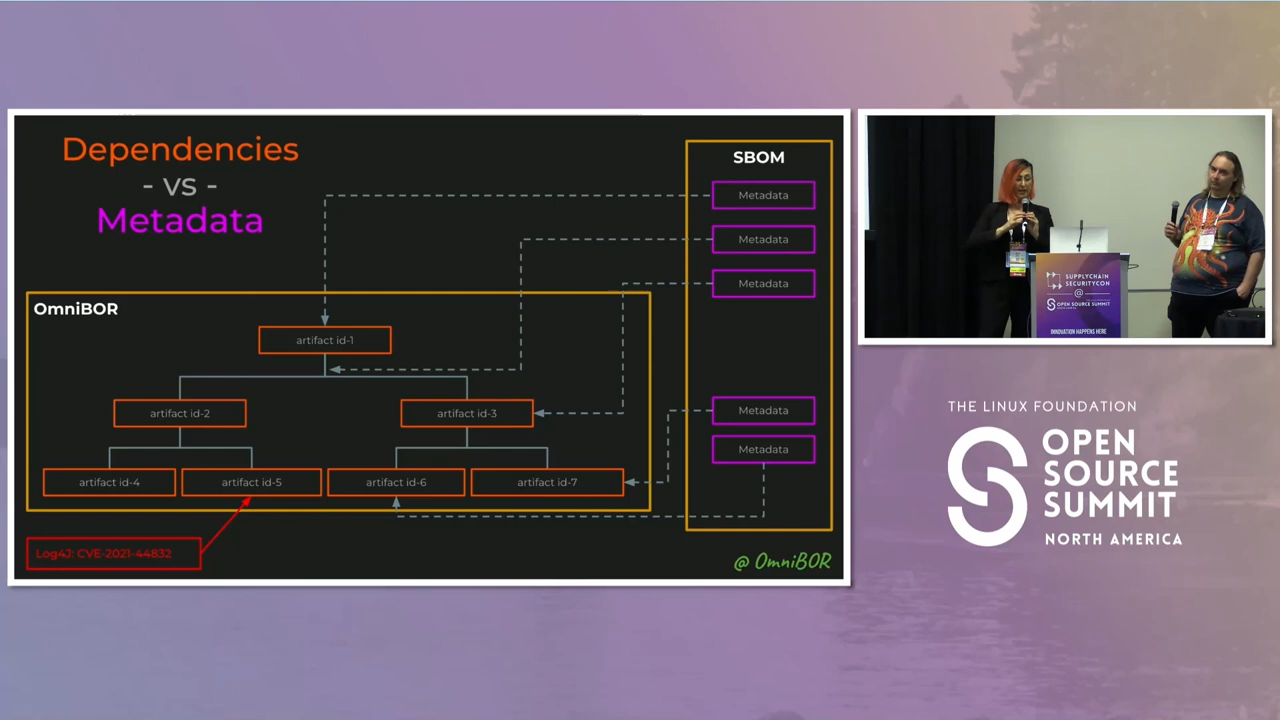 Dependencies
- vs -
Metadata
SBOM
Metadata
Metadata
Metadata
Metadata
Metadata
OmniBOR
artifact id-1
artifact id-2
artifact id-3
artifact id-4
artifact id-5
artifact id-6
artifact id-7
Log4J: CVE-2021-44832
@ OmniBOR
SUPPLYCHAIN
SECURITYCON
@
OPEN SOURCE SUMMIT
INNOVATION HAPPENS HERE
THE LINUX FOUNDATION
OPEN
SOURCE
SUMMIT
NORTH AMERICA